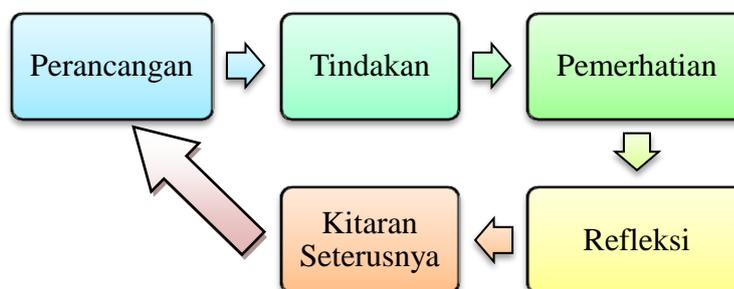 Perancangan
Tindakan
Pemerhatian
Refleksi
Kitaran
Seterusnya